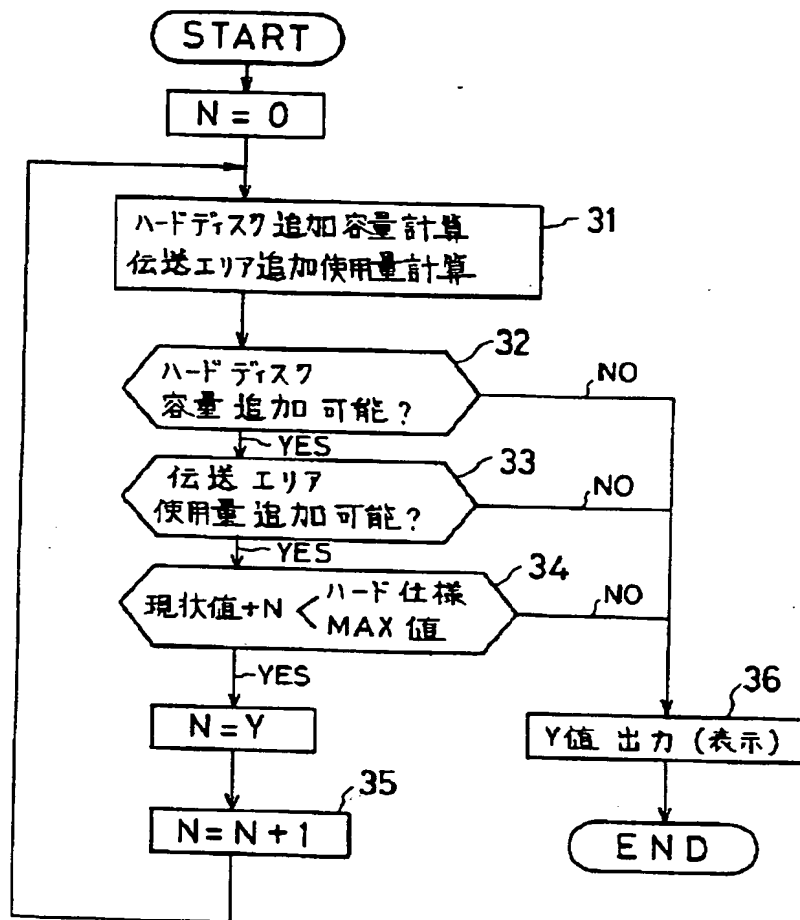 START
N = 0
ハードディスク追加容量計算
伝送エリア追加使用量計算
31
ハードディスク
容量追加可能?
32
NO
YES
伝送エリア
使用量追加可能?
33
NO
YES
現状値+N < ハード仕様
MAX値
34
NO
YES
N=Y
N=N+1
35
Y値出力(表示)
36
END